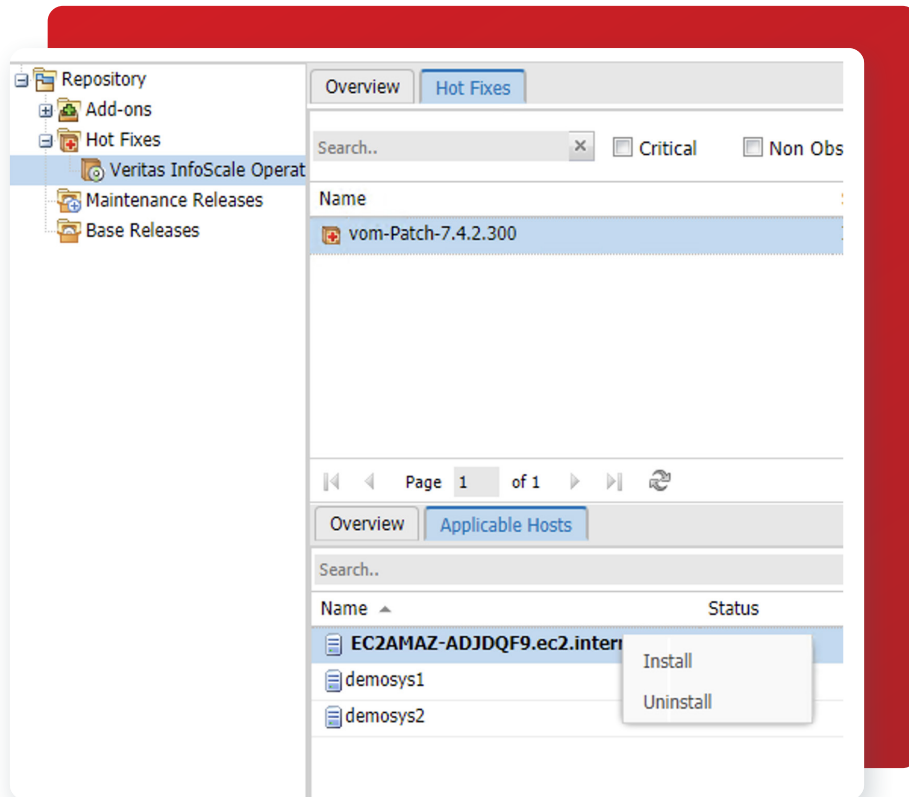 Repository
Add-ons
Hot Fixes
Veritas InfoScale Operat
Maintenance Releases
Base Releases
Overview Hot Fixes
Search.. Critical Non Obs
Name
vom-Patch-7.4.2.300
Page 1 of 1
Overview Applicable Hosts
Search..
Name Status
EC2AMAZ-ADJDQF9.ec2.intern
demosys1
demosys2
Install
Uninstall